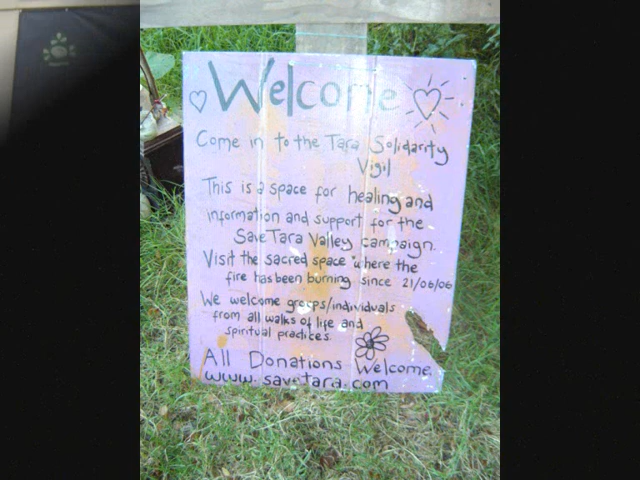 Welcome
Come in to the Tara Solidarity
Vigil
This is a space for healing and
information and support for the
Save Tara Valley campaign.
Visit the sacred space where the
fire has been burning since 21/06/06
We welcome groups/individuals
from all walks of life and
spiritual practices.
All Donations Welcome,
www.savetara.com